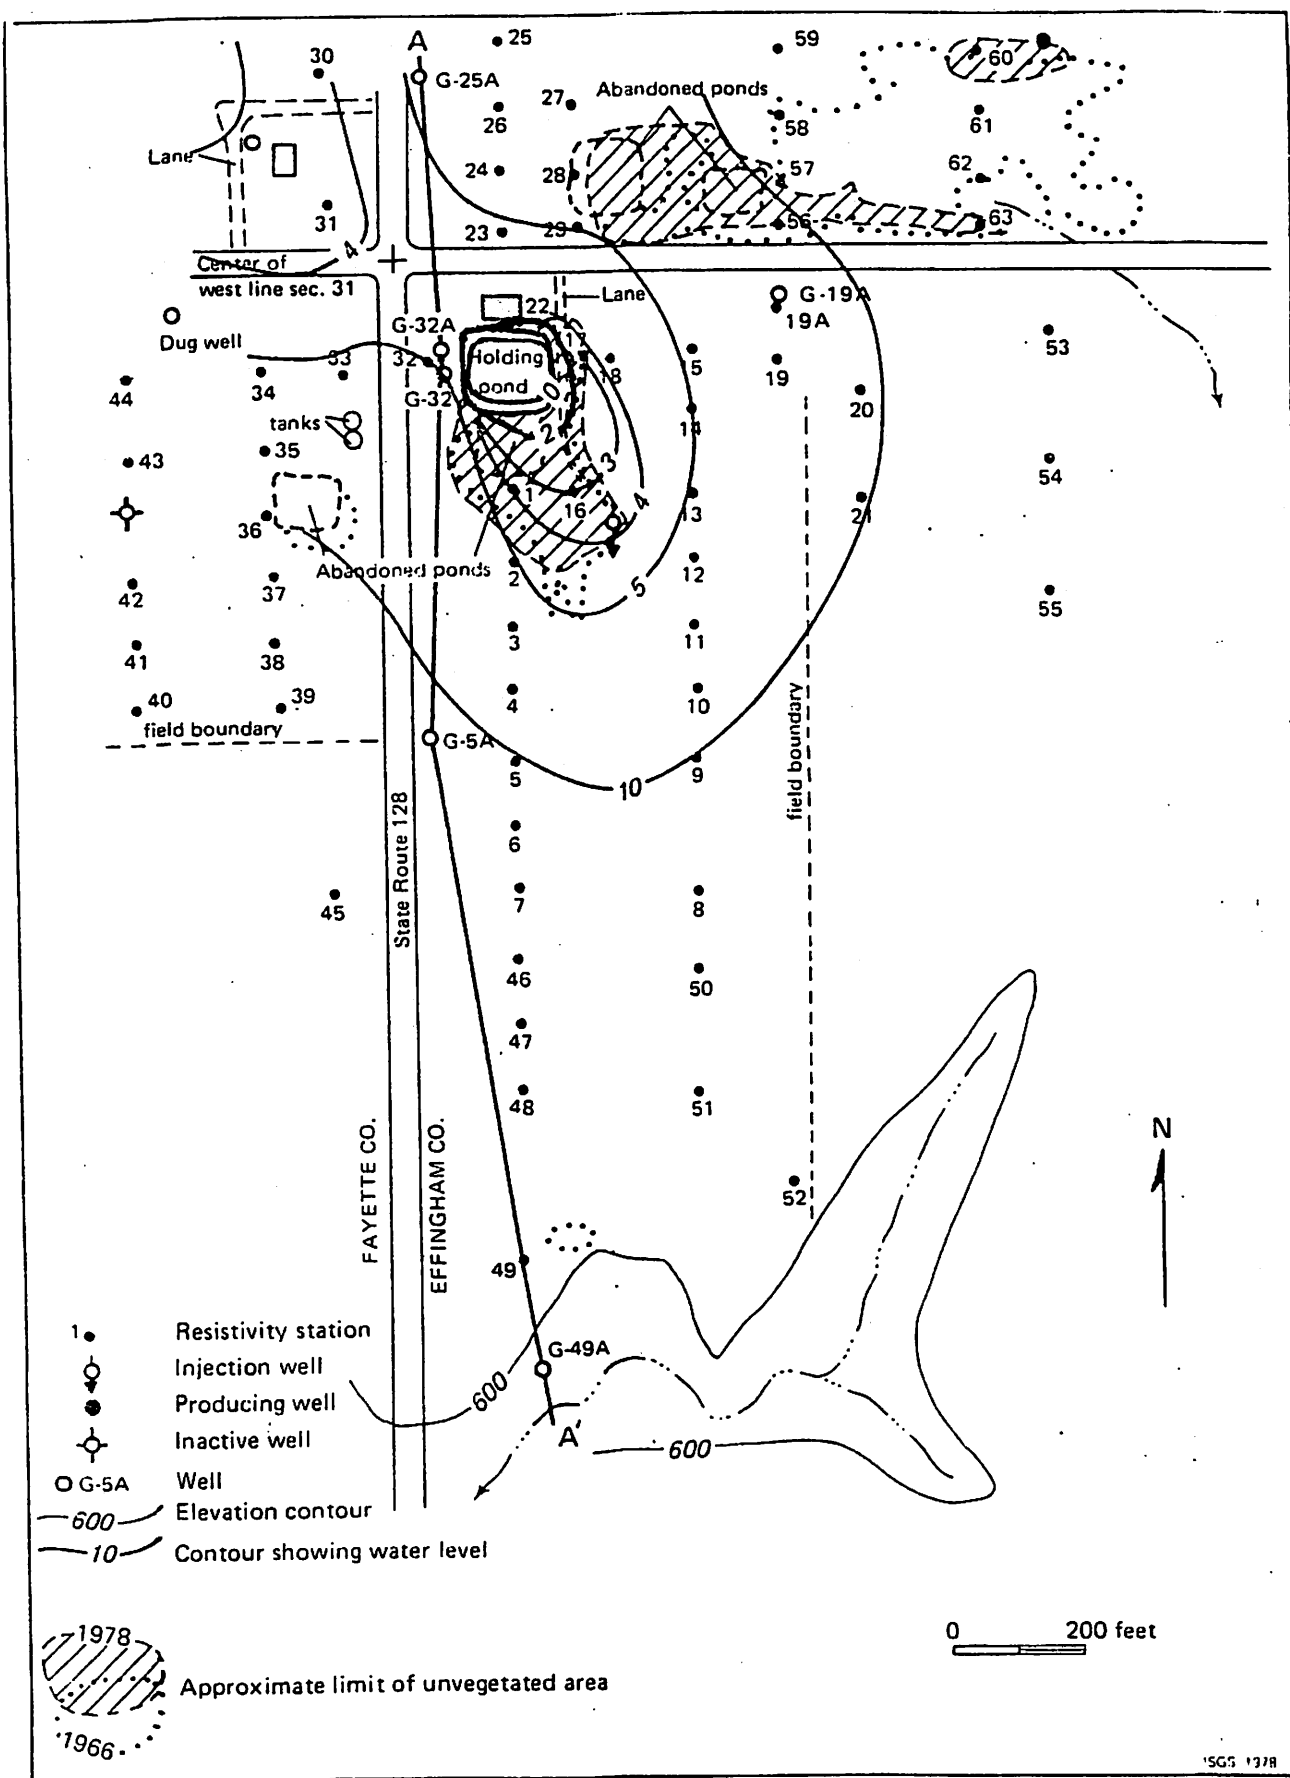 A
25
59
30
G-25A
60
27
Abandoned ponds
26
58
61
Lane
24
28
57
62
31
23
29
56
63
4
Center of
west line sec. 31
Lane
G-19A
22
19A
G-32A
17
53
Dug well
33
32
Holding
pond
18
15
19
44
34
G-32
0
20
tanks
2
14
43
35
3
54
1
16
4
13
21
36
Abandoned ponds
2
12
5
42
37
55
3
11
41
38
4
10
40
39
field boundary
G-5A
field boundary
5
9
10
6
State Route 128
45
7
8
46
50
47
48
51
FAYETTE CO.
EFFINGHAM CO.
N
52
49
1 Resistivity station
G-49A
Injection well
600
Producing well
A'
Inactive well
600
G-5A Well
600 Elevation contour
10 Contour showing water level
1978
0 200 feet
Approximate limit of unvegetated area
1966
ISGS 1978